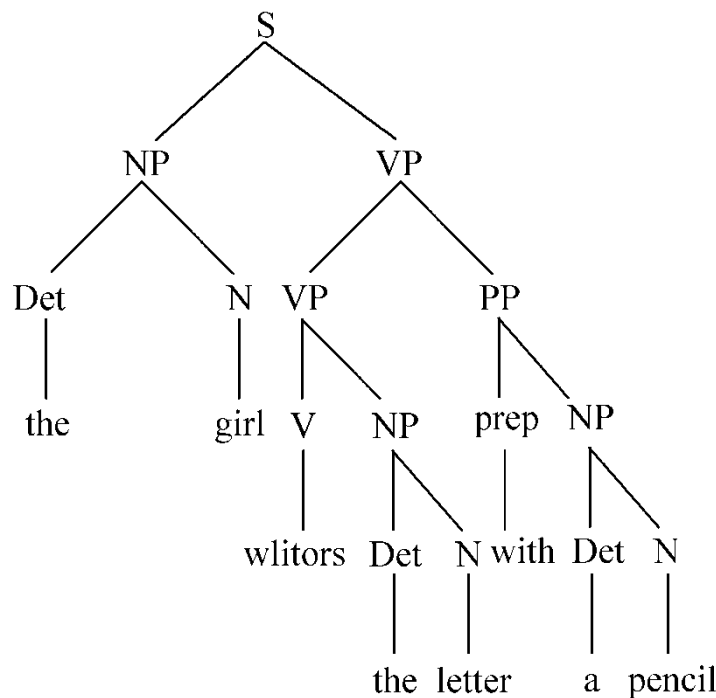 S
NP VP
Det N VP PP
the girl V NP prep NP
wlitors Det N with Det N
the letter a pencil